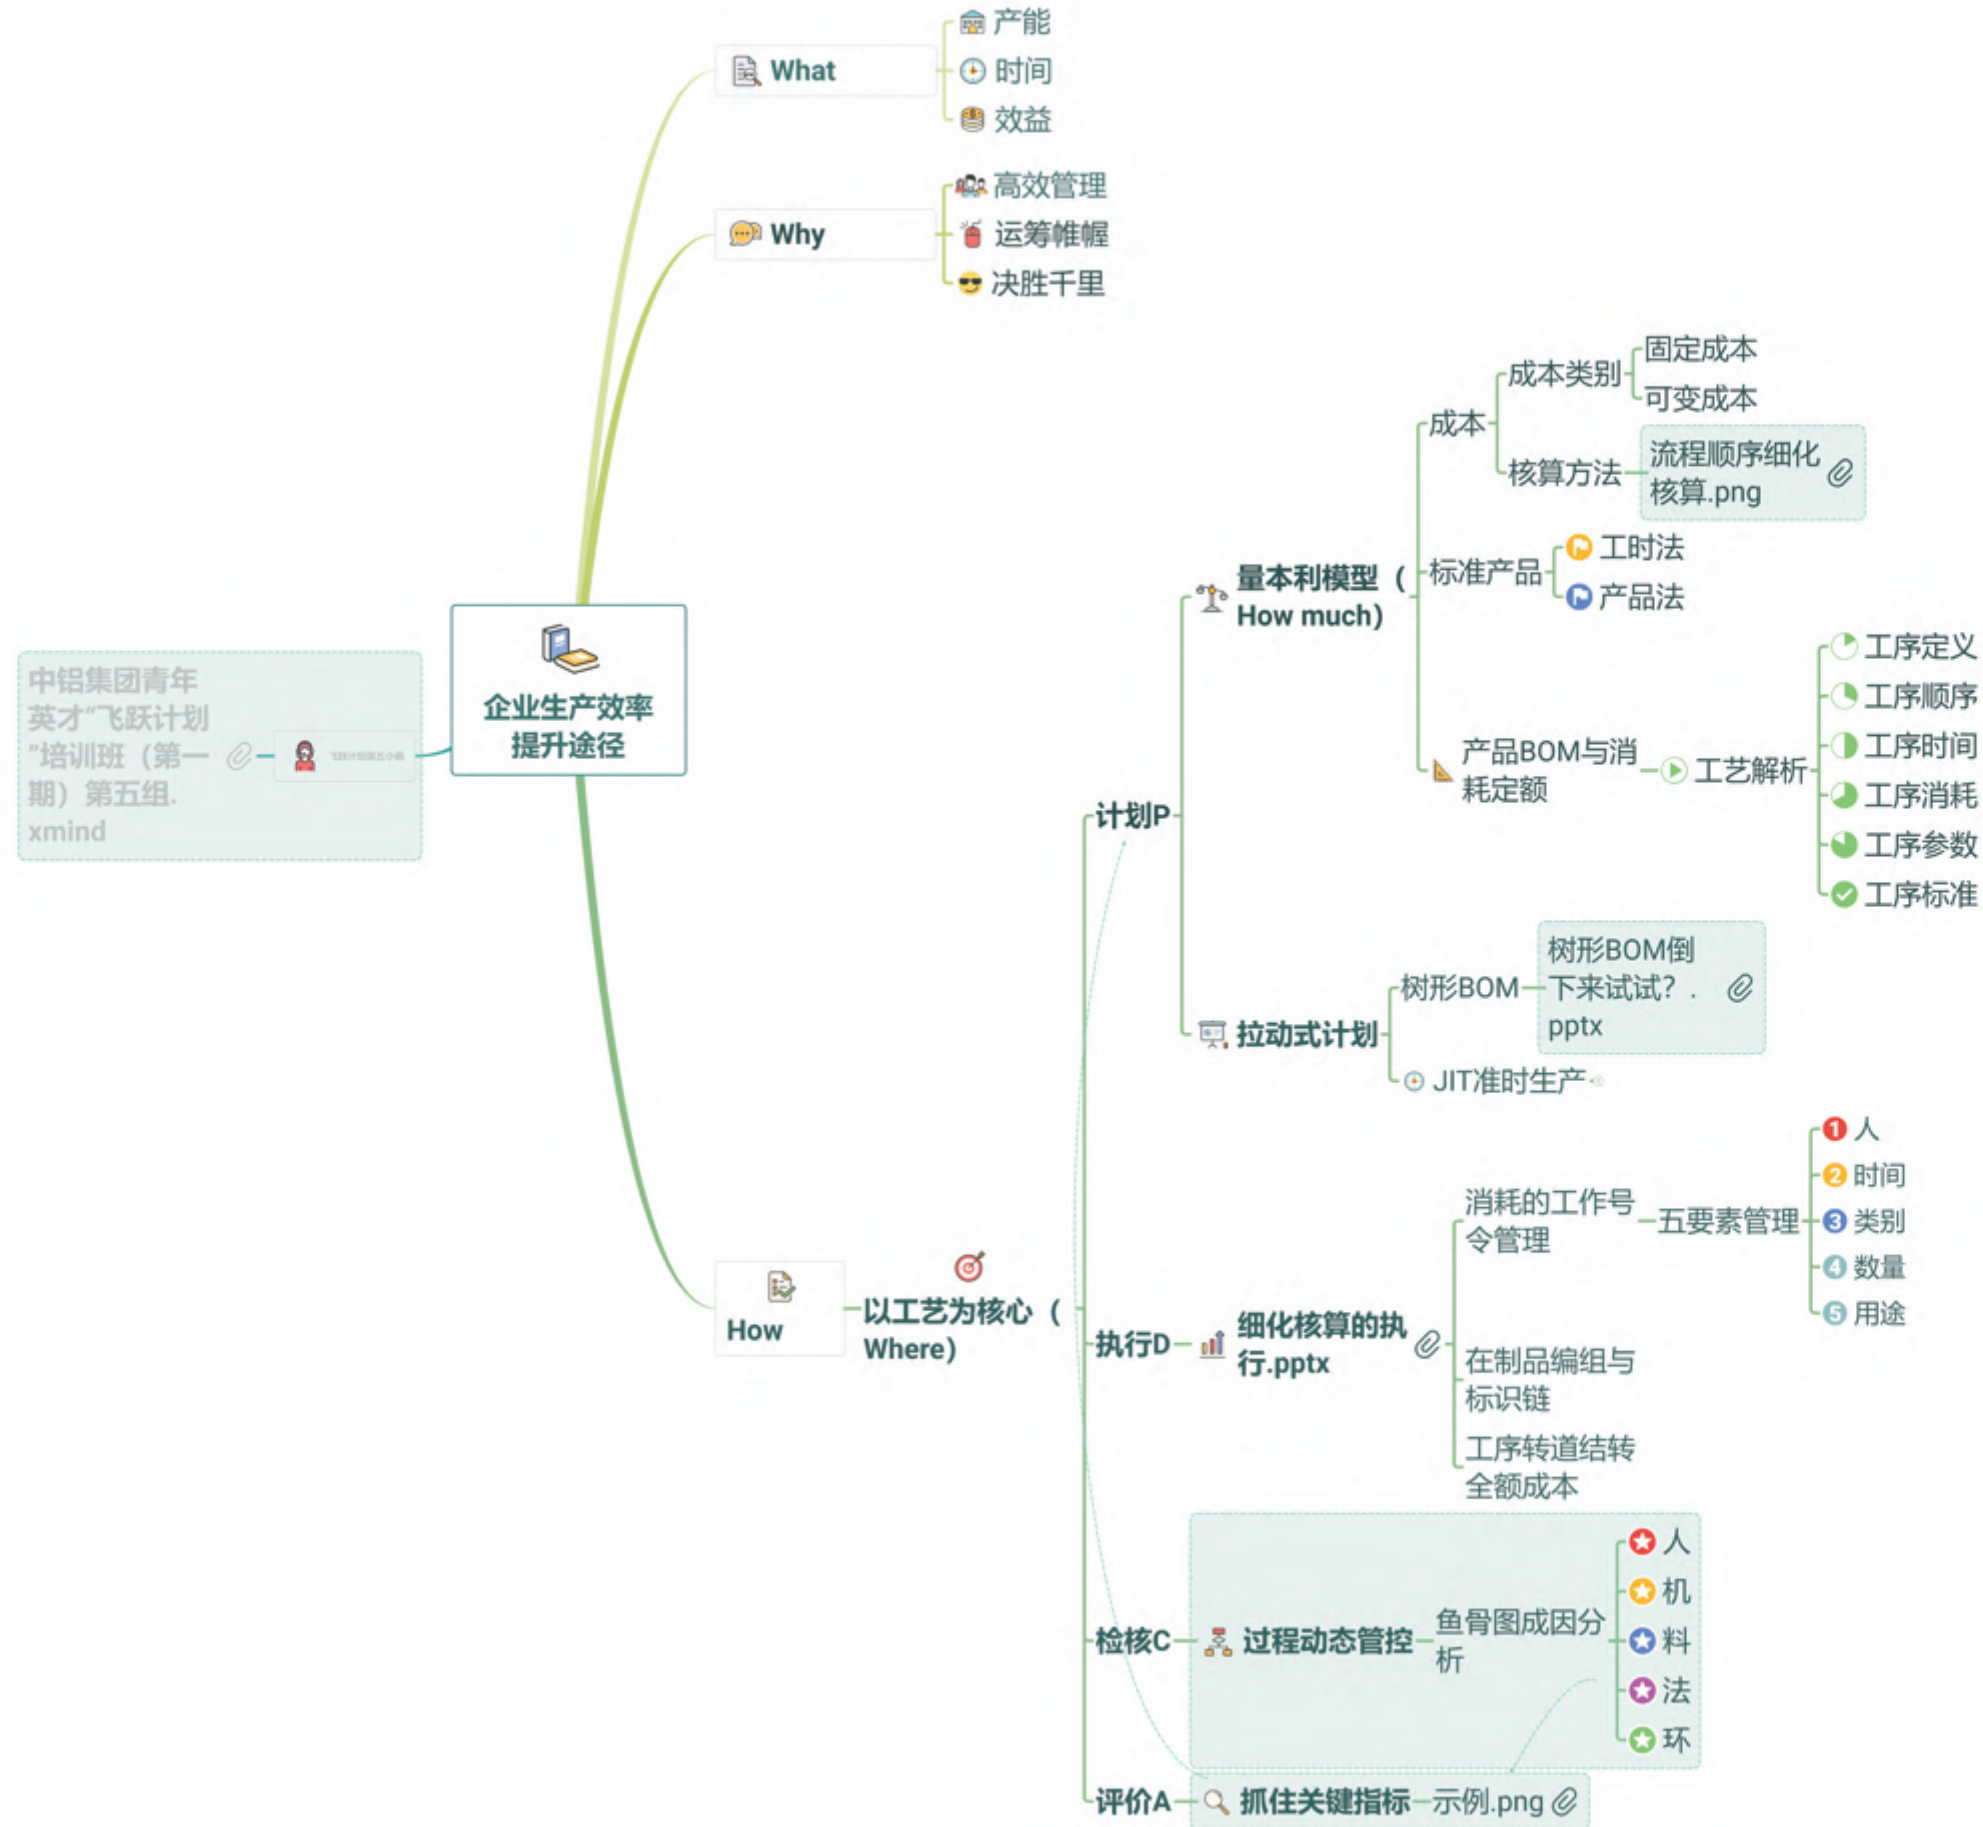 What
产能
时间
效益
Why
高效管理
运筹帷幄
决胜千里
企业生产效率
提升途径
飞跃计划第五小组
中铝集团青年
英才“飞跃计划
”培训班（第一
期）第五组.
xmind
How
以工艺为核心（
Where）
计划P
量本利模型（
How much）
成本
成本类别
固定成本
可变成本
核算方法
流程顺序细化
核算.png
标准产品
工时法
产品法
产品BOM与消
耗定额
工艺解析
工序定义
工序顺序
工序时间
工序消耗
工序参数
工序标准
拉动式计划
树形BOM
树形BOM倒
下来试试？.
pptx
JIT准时生产
执行D
细化核算的执
行.pptx
消耗的工作号
令管理
五要素管理
1 人
2 时间
3 类别
4 数量
5 用途
在制品编组与
标识链
工序转道结转
全额成本
检核C
过程动态管控
鱼骨图成因分
析
人
机
料
法
环
评价A
抓住关键指标
示例.png